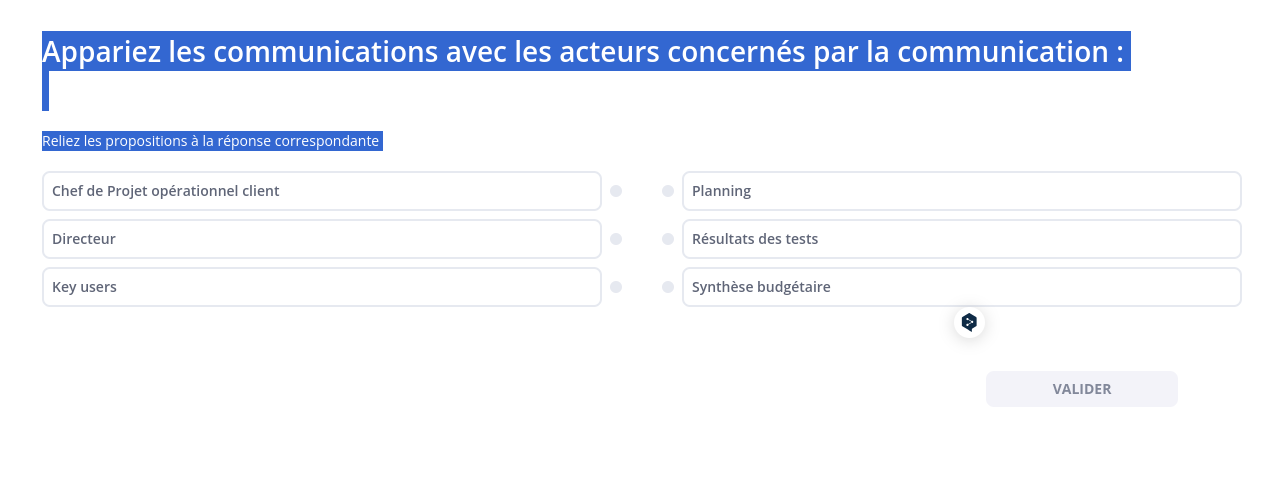 Appariez les communications avec les acteurs concernés par la communication :
Reliez les propositions à la réponse correspondante
Chef de Projet opérationnel client
Planning
Directeur
Résultats des tests
Key users
Synthèse budgétaire
VALIDER